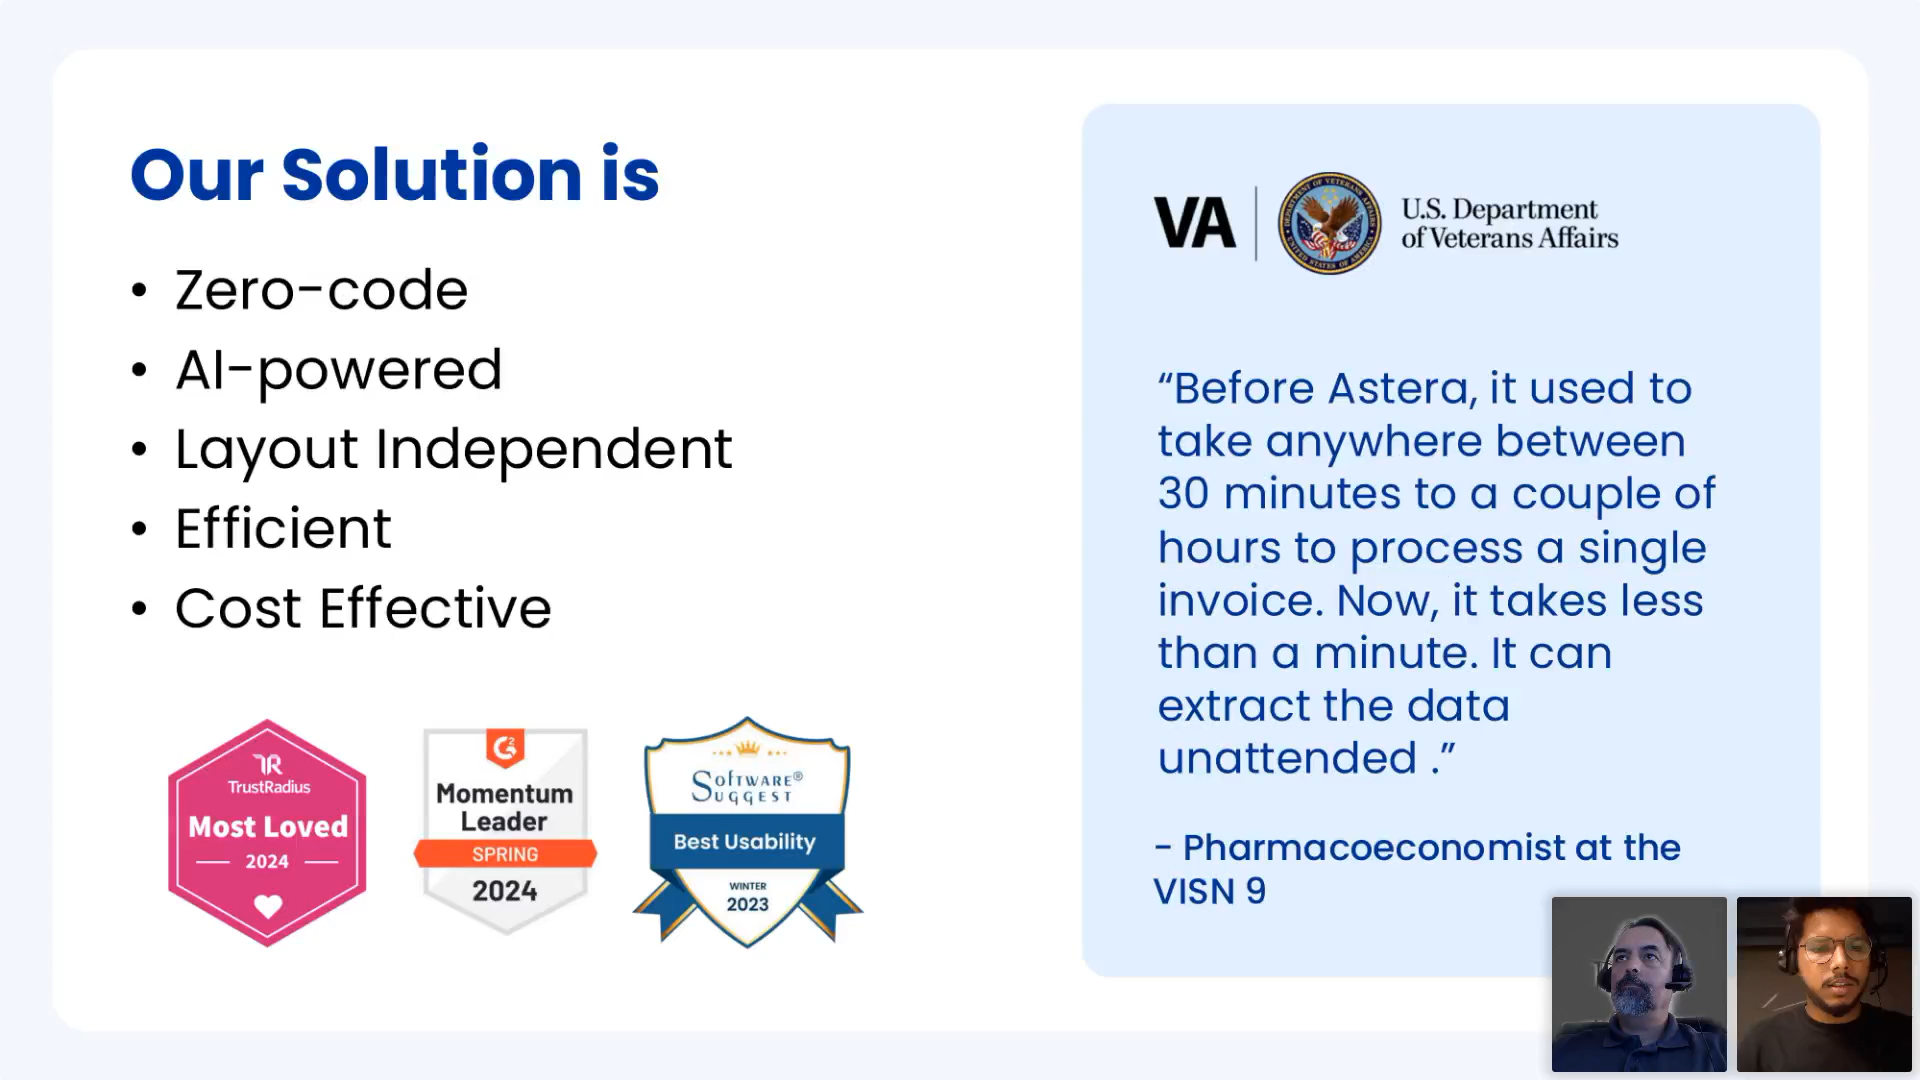 Our Solution is
• Zero-code
• AI-powered
• Layout Independent
• Efficient
• Cost Effective
TR
TrustRadius
Most Loved
2024
G2
Momentum
Leader
SPRING
2024
SOFTWARE®
SUGGEST
Best Usability
WINTER
2023
VA
U.S. Department
of Veterans Affairs
“Before Astera, it used to
take anywhere between
30 minutes to a couple of
hours to process a single
invoice. Now, it takes less
than a minute. It can
extract the data
unattended .”
- Pharmacoeconomist at the
VISN 9